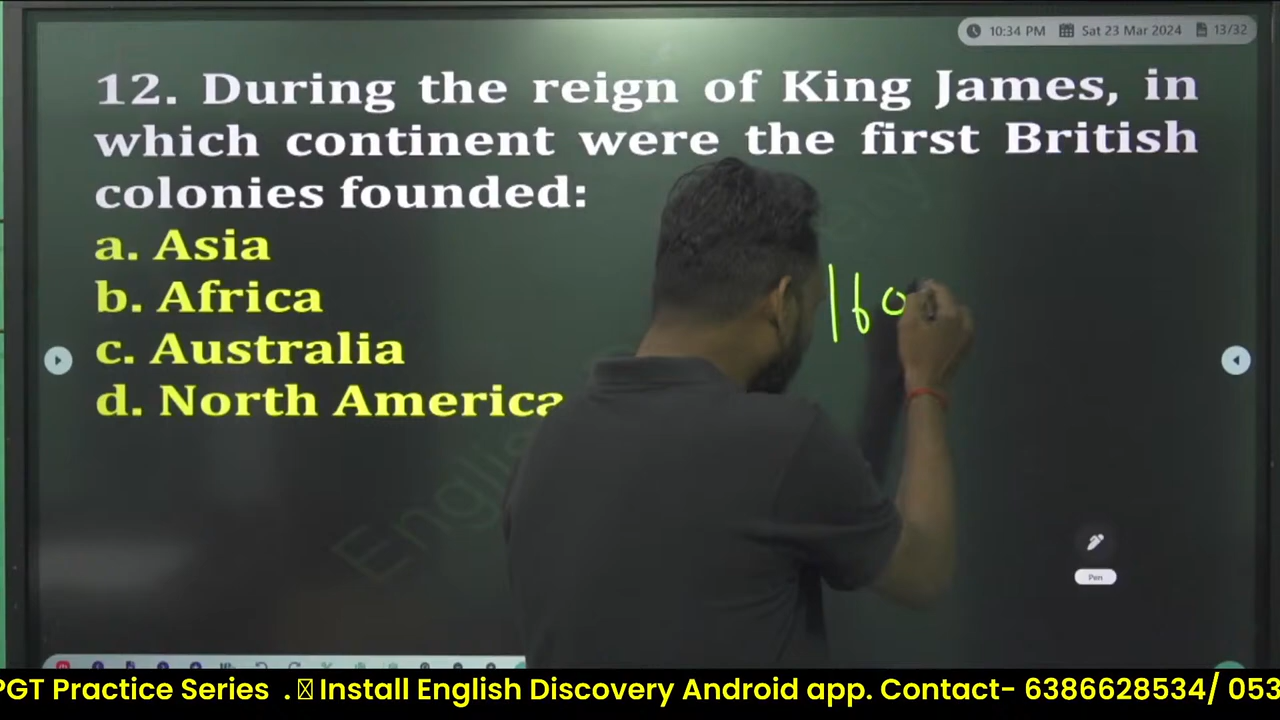 10:34 PM Sat 23 Mar 2024 13/32
12. During the reign of King James, in
which continent were the first British
colonies founded:
a. Asia
b. Africa
c. Australia
d. North America
160
Englis
Pen
PGT Practice Series . Install English Discovery Android app. Contact- 6386628534/ 053